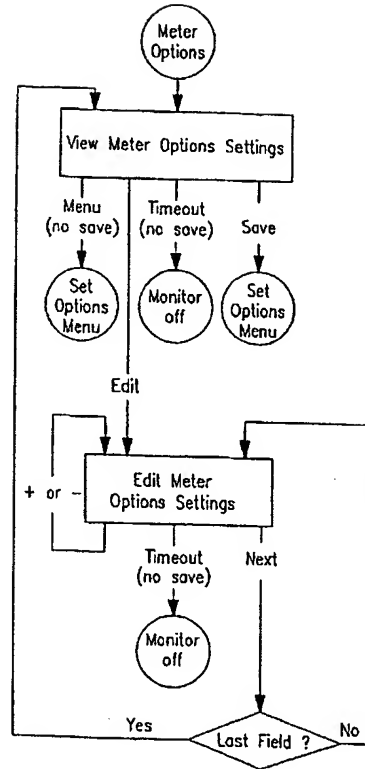 Meter
Options
View Meter Options Settings
Menu
(no save)
Timeout
(no save)
Save
Set
Options
Menu
Monitor
off
Set
Options
Menu
Edit
+ or -
Edit Meter
Options Settings
Timeout
(no save)
Next
Monitor
off
Yes
Last Field ?
No